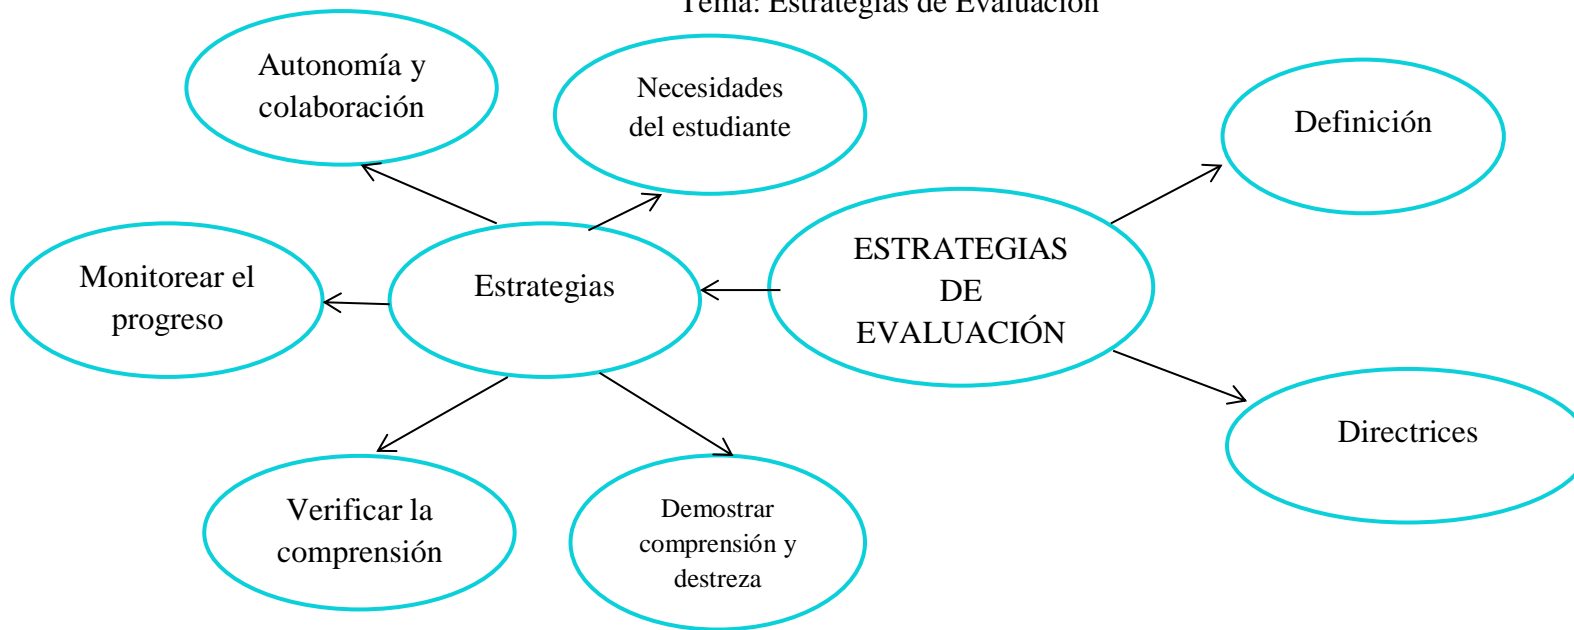 Tema: Estrategias de Evaluación
Autonomía y
colaboración
Necesidades
del estudiante
Definición
Monitorear el
progreso
Estrategias
ESTRATEGIAS
DE
EVALUACIÓN
Directrices
Verificar la
comprensión
Demostrar
comprensión y
destreza